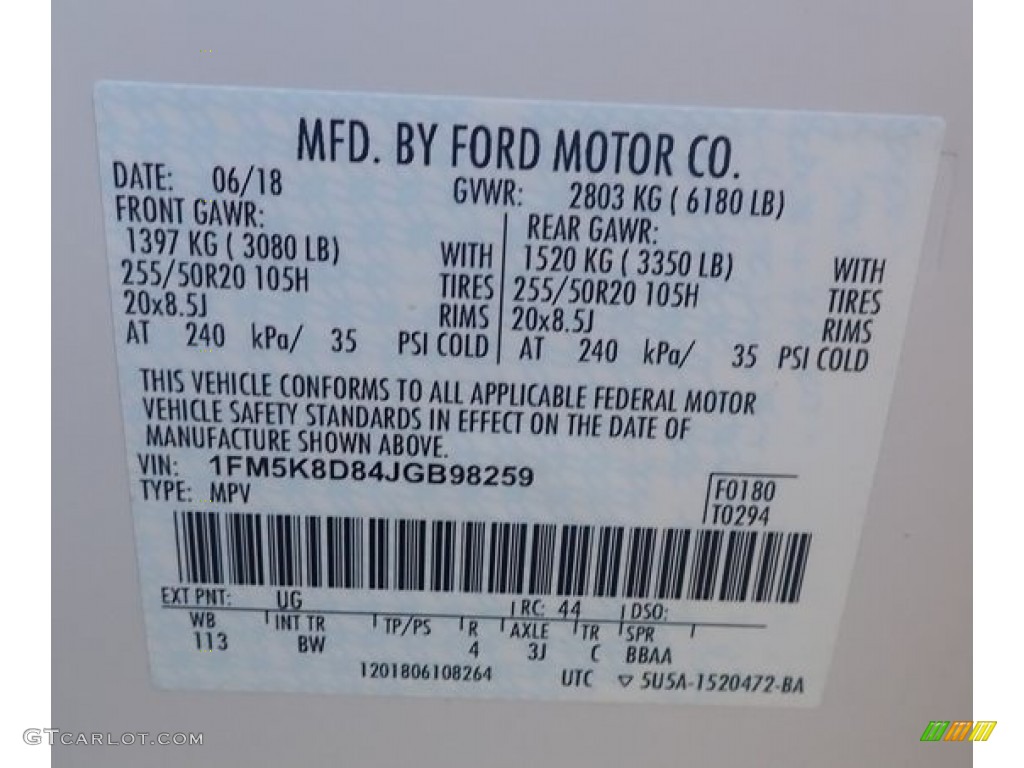 MFD. BY FORD MOTOR CO.
DATE: 06/18 GVWR: 2803 KG ( 6180 LB)
FRONT GAWR: REAR GAWR:
1397 KG ( 3080 LB) WITH 1520 KG ( 3350 LB) WITH
255/50R20 105H TIRES 255/50R20 105H TIRES
20x8.5J RIMS 20x8.5J RIMS
AT 240 kPa/ 35 PSI COLD AT 240 kPa/ 35 PSI COLD
THIS VEHICLE CONFORMS TO ALL APPLICABLE FEDERAL MOTOR
VEHICLE SAFETY STANDARDS IN EFFECT ON THE DATE OF
MANUFACTURE SHOWN ABOVE.
VIN: 1FM5K8D84JGB98259
TYPE: MPV
F0180
T0294
EXT PNT: UG RC: 44 DSO:
WB INT TR TP/PS R AXLE TR SPR
113 BW 4 3J C BBAA
1201806108264 UTC ▽ 5U5A-1520472-BA
GTCARLOT.COM